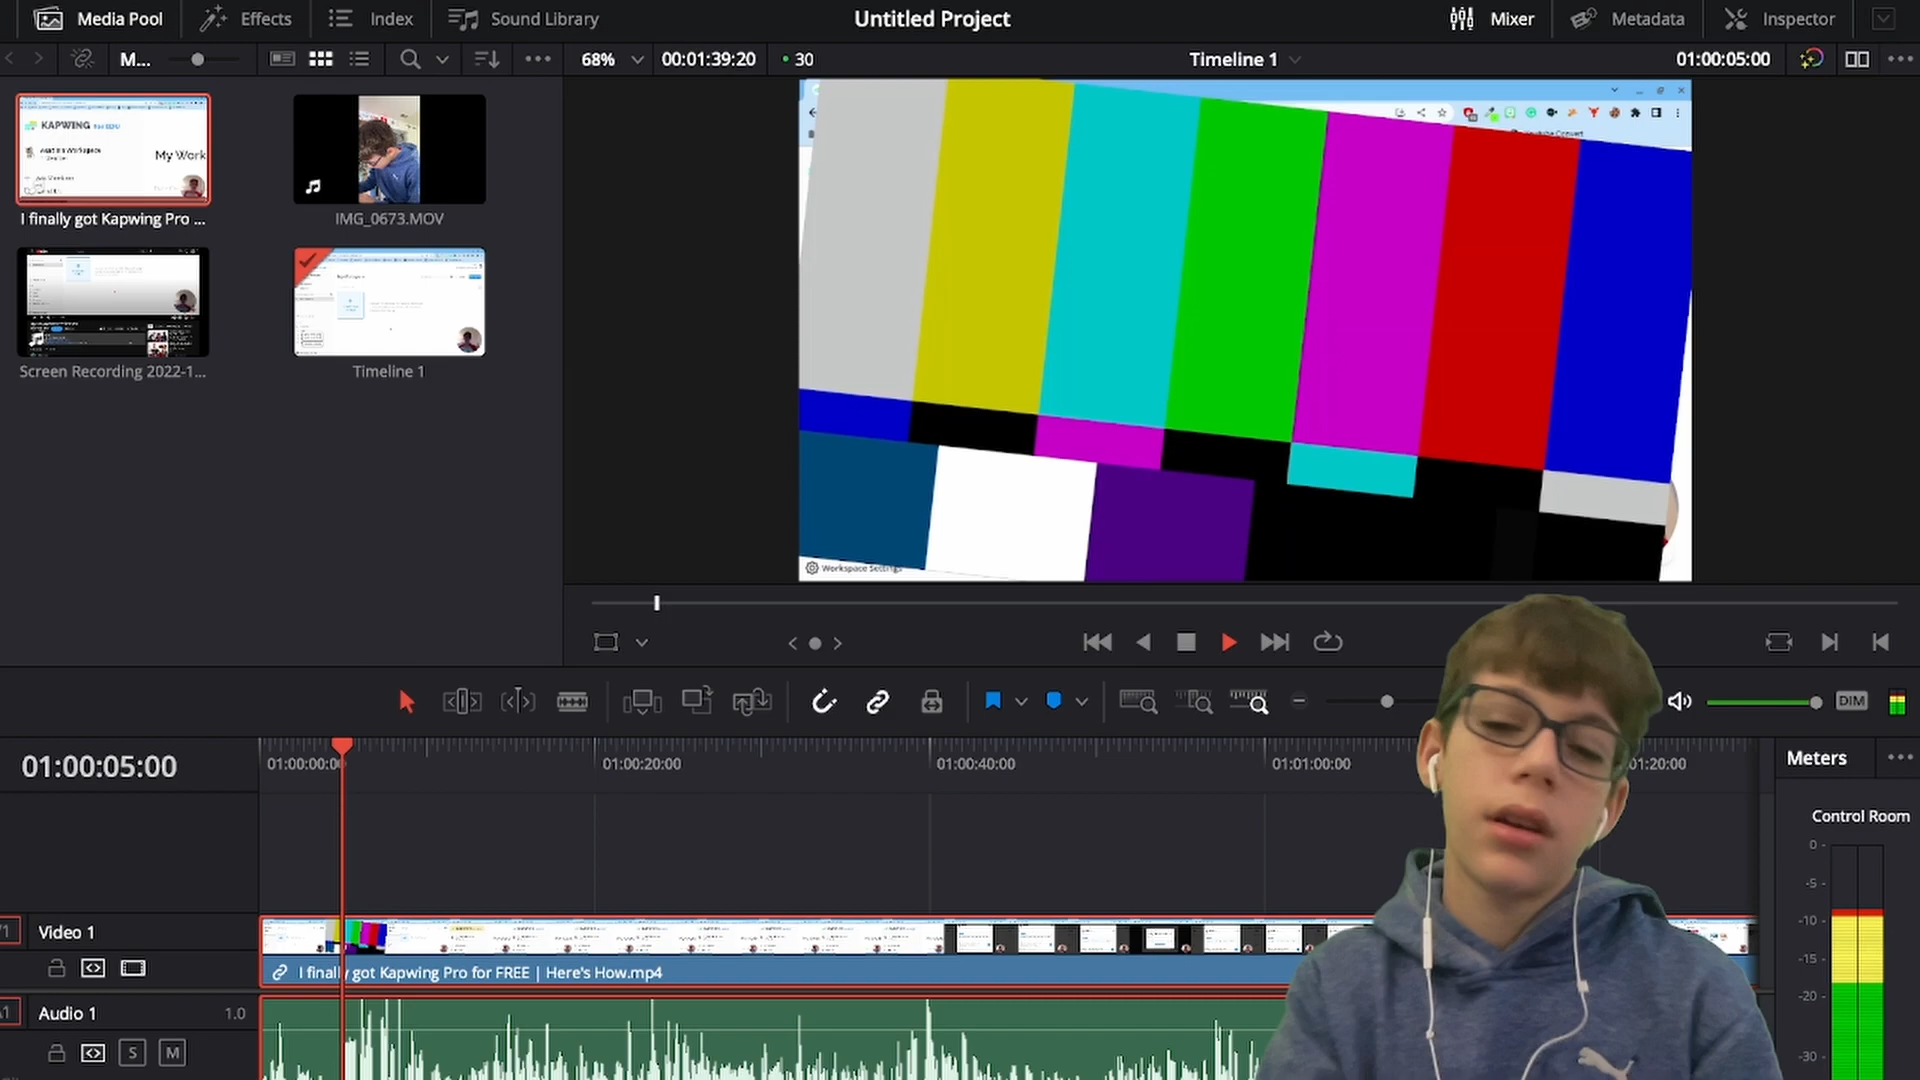 Media Pool
Effects
Index
Sound Library
Untitled Project
Mixer
Metadata
Inspector
M...
68%
00:01:39:20
30
Timeline 1
01:00:05:00
KAPWING
My Work
I finally got Kapwing Pro ...
IMG_0673.MOV
Screen Recording 2022-1...
Timeline 1
Workspace Settings
DIM
01:00:05:00
01:00:00:00
01:00:20:00
01:00:40:00
01:01:00:00
01:20:00
Meters
Control Room
0
-5
-10
-15
-20
-30
Video 1
I finally got Kapwing Pro for FREE | Here's How.mp4
Audio 1
1.0
S
M